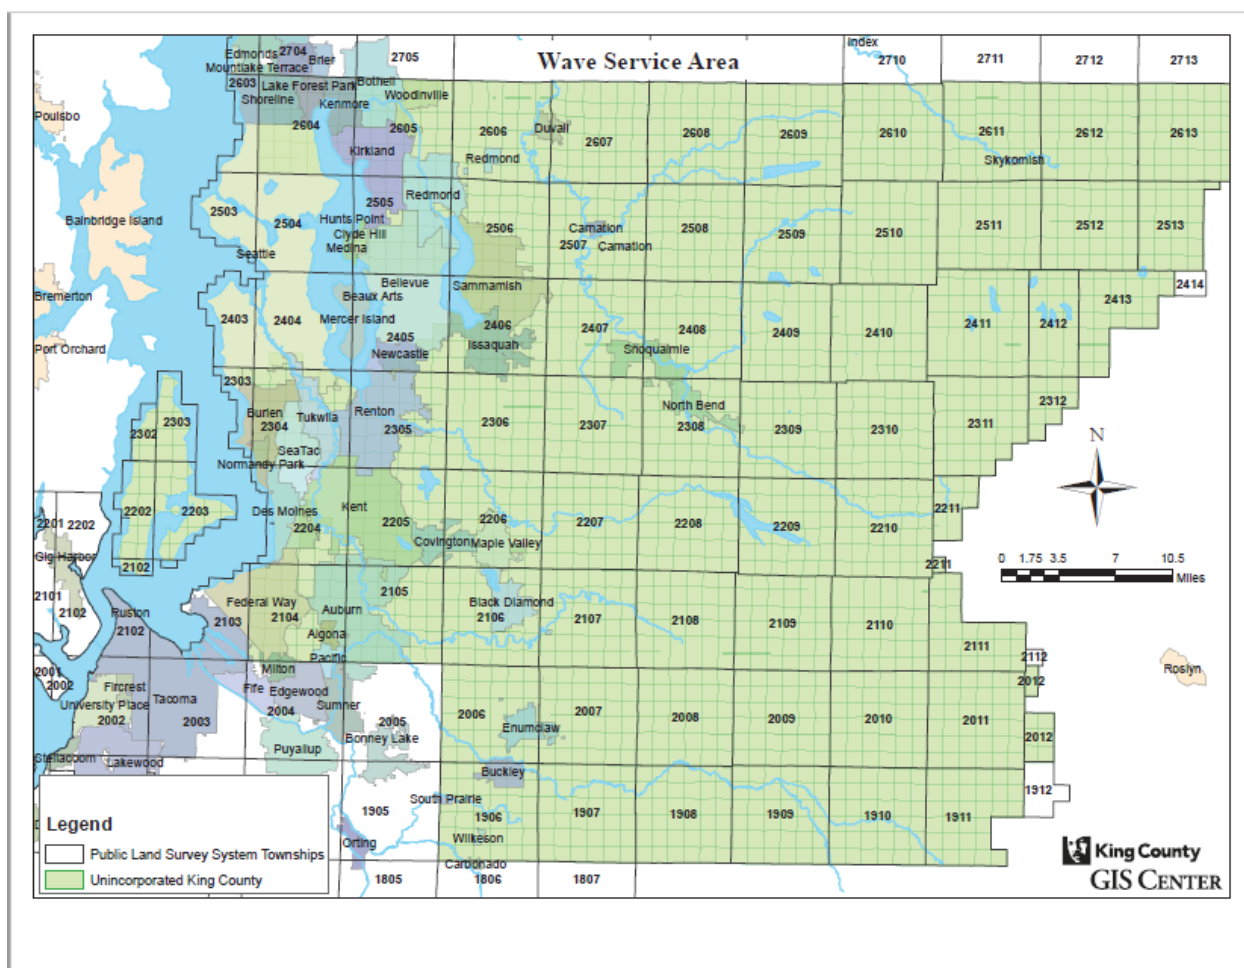 Wave Service Area
Index
2710
2711
2712
2713
Edmonds
2704
Brier
2705
Mountlake Terrace
2603
Lake Forest Park
Bothell
Shoreline
Kenmore
Woodinville
Poulsbo
2604
2605
2606
Duvall
2607
2608
2609
2610
2611
2612
2613
Kirkland
Redmond
Skykomish
Redmond
2505
2503
2504
Hunts Point
Clyde Hill
Medina
Bainbridge Island
2506
Carnation
2507
Carnation
2508
2509
2510
2511
2512
2513
Seattle
Bellevue
Sammamish
2414
Bremerton
Beaux Arts
2413
2403
2404
Mercer Island
2405
2406
2407
2408
2409
2410
2411
2412
Port Orchard
Newcastle
Issaquah
Snoqualmie
2303
2312
Burien
Tukwila
Renton
North Bend
2302
2303
2304
2305
2306
2307
2308
2309
2310
2311
SeaTac
Normandy Park
N
2201
2202
2202
2203
Des Moines
Kent
2204
2205
2206
2207
2208
2209
2210
2211
Covington
Maple Valley
Gig Harbor
2102
2211
0 1.75 3.5 7 10.5
Miles
2101
2102
Ruston
2102
2103
Federal Way
2104
Auburn
2105
Black Diamond
2106
2107
2108
2109
2110
2111
Algona
Pacific
2112
2001
2002
Milton
2012
Roslyn
Fircrest
University Place
Tacoma
Fife
Edgewood
Sumner
2002
2003
2004
2005
2006
2007
2008
2009
2010
2011
2012
Enumclaw
Bonney Lake
Puyallup
Steilacoom
Lakewood
Buckley
1912
South Prairie
1905
1906
1907
1908
1909
1910
1911
Orting
Wilkeson
Carbonado
1805
1806
1807
Legend
Public Land Survey System Townships
Unincorporated King County
King County
GIS CENTER